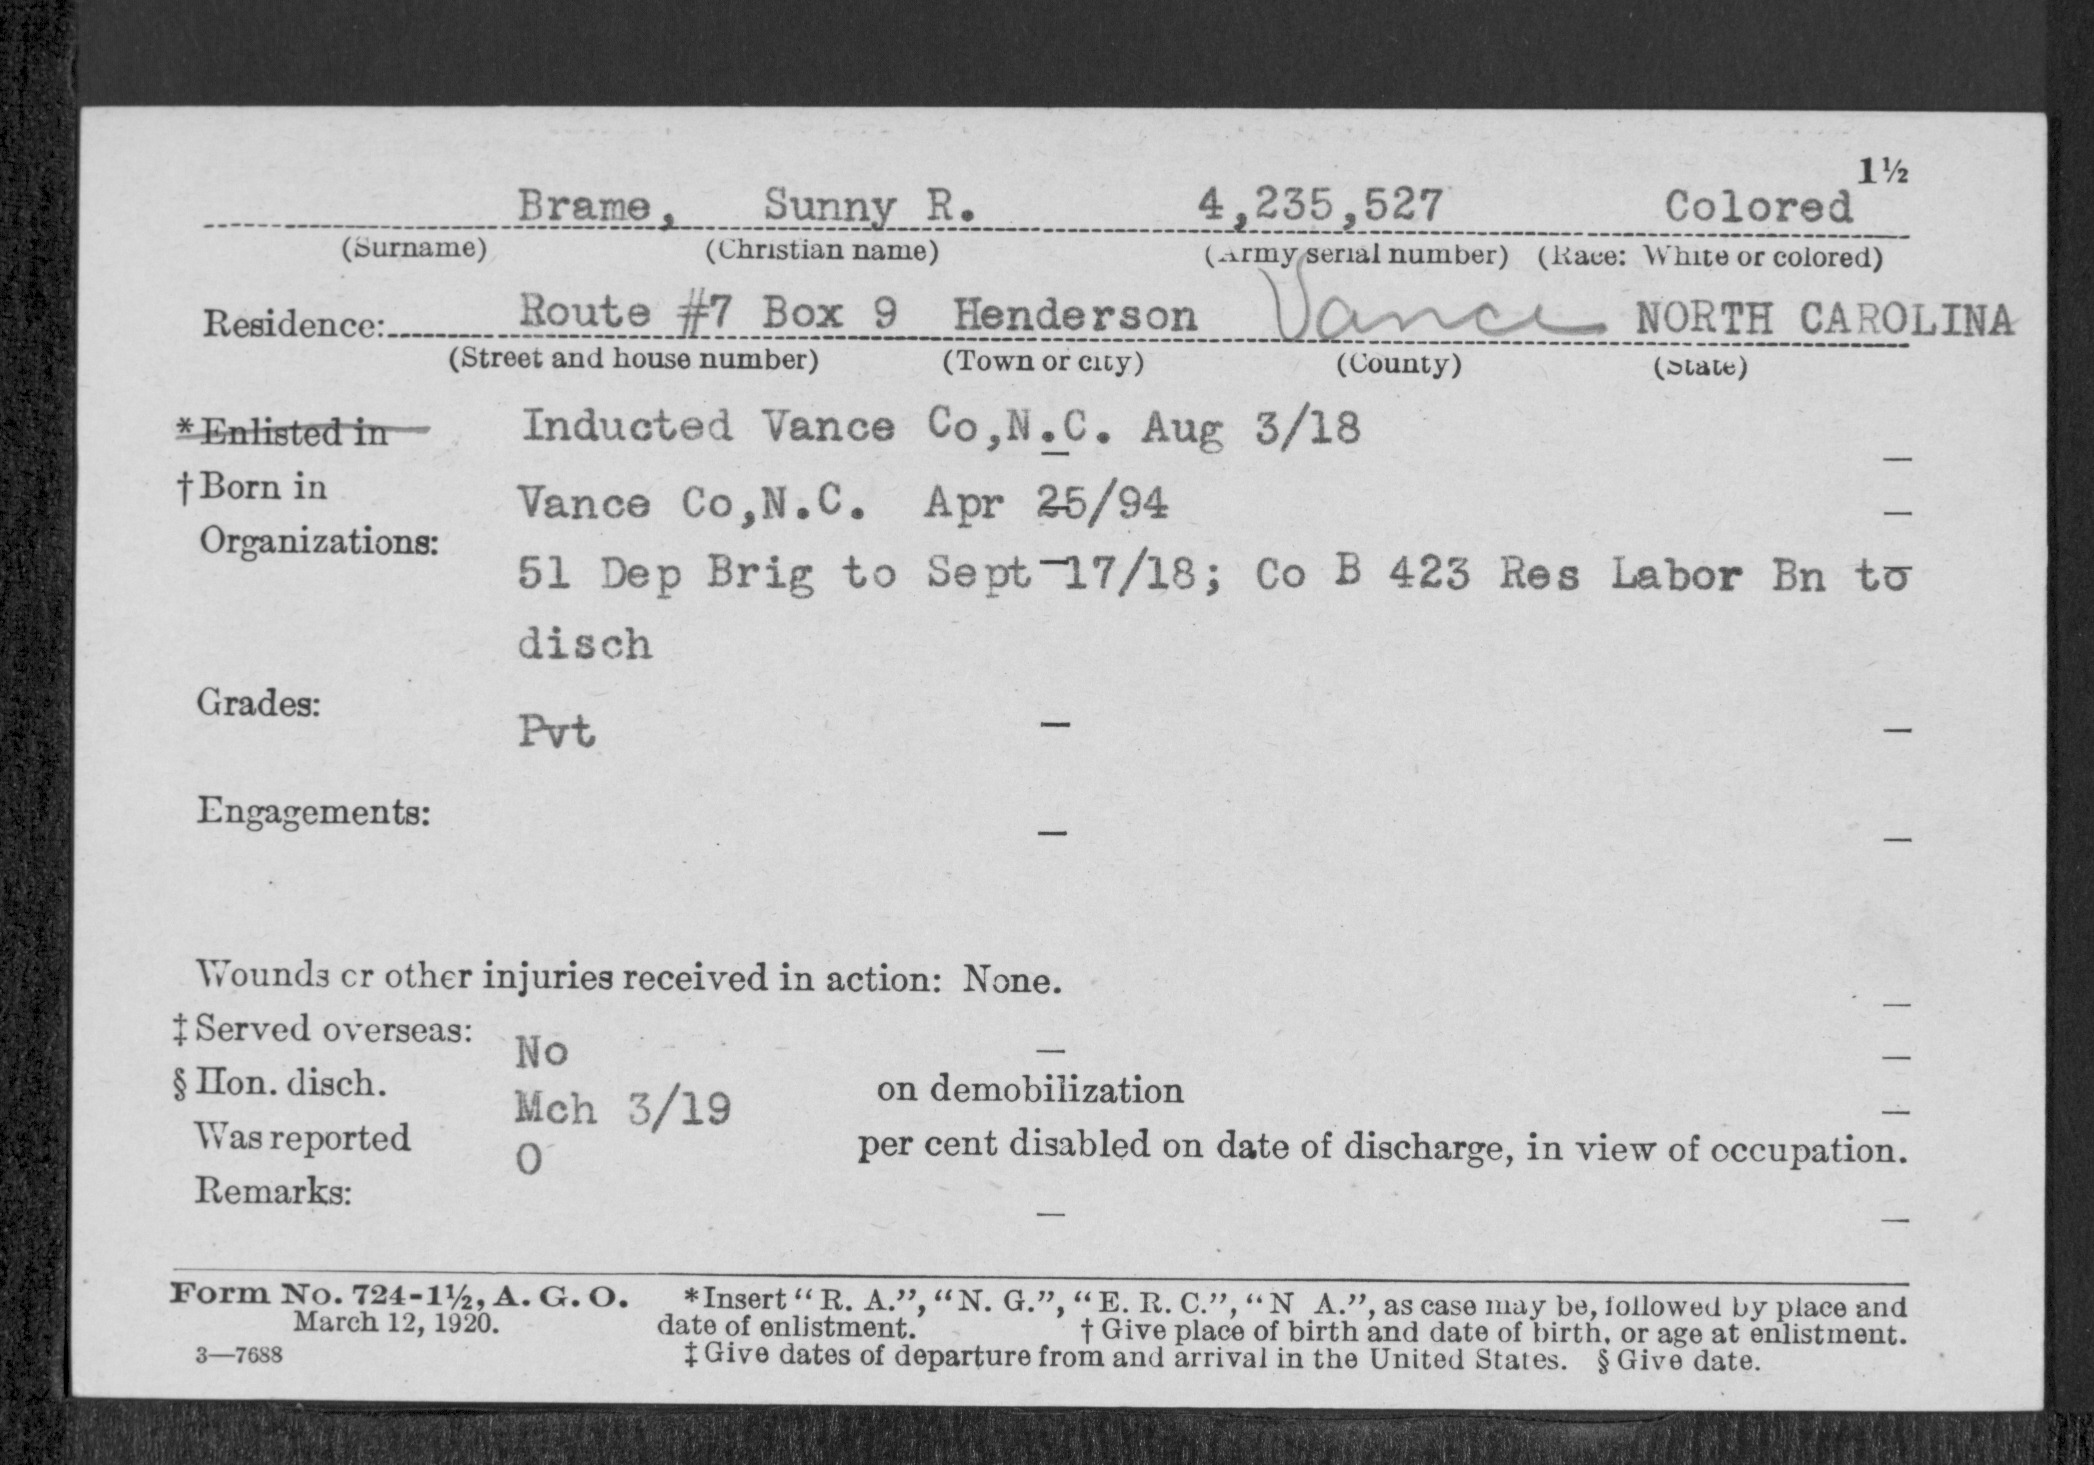 1½
Brame, Sunny R. 4,235,527 Colored
(Surname) (Christian name) (Army serial number) (Race: White or colored)
Residence: Route #7 Box 9 Henderson Vance NORTH CAROLINA
(Street and house number) (Town or city) (County) (State)
*Enlisted in Inducted Vance Co,N.C. Aug 3/18 –
†Born in Vance Co,N.C. Apr 25/94 –
Organizations: 51 Dep Brig to Sept 17/18; Co B 423 Res Labor Bn to
disch
Grades: Pvt – –
Engagements: – –
Wounds or other injuries received in action: None. –
‡Served overseas: No – –
§Hon. disch. Mch 3/19 on demobilization –
Was reported 0 per cent disabled on date of discharge, in view of occupation.
Remarks: – –
Form No. 724-1½, A. G. O. *Insert "R. A.", "N. G.", "E. R. C.", "N A.", as case may be, followed by place and
March 12, 1920. date of enlistment. †Give place of birth and date of birth, or age at enlistment.
3—7688 ‡Give dates of departure from and arrival in the United States. §Give date.